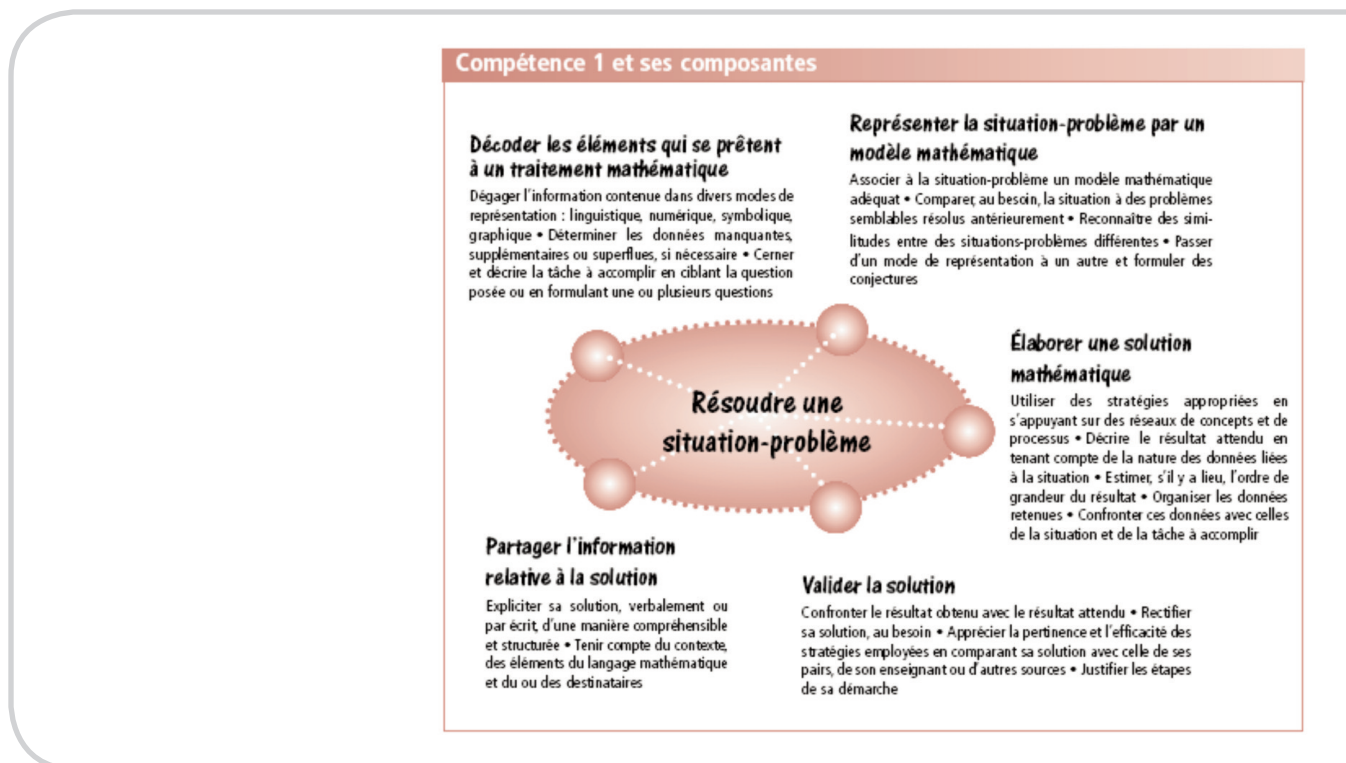 Compétence 1 et ses composantes
Décoder les éléments qui se prêtent
à un traitement mathématique
Dégager l'information contenue dans divers modes de
représentation : linguistique, numérique, symbolique,
graphique • Déterminer les données manquantes,
supplémentaires ou superflues, si nécessaire • Cerner
et décrire la tâche à accomplir en ciblant la question
posée ou en formulant une ou plusieurs questions
Représenter la situation-problème par un
modèle mathématique
Associer à la situation-problème un modèle mathématique
adéquat • Comparer, au besoin, la situation à des problèmes
semblables résolus antérieurement • Reconnaître des simi-
litudes entre des situations-problèmes différentes • Passer
d'un mode de représentation à un autre et formuler des
conjectures
Élaborer une solution
mathématique
Utiliser des stratégies appropriées en
s'appuyant sur des réseaux de concepts et de
processus • Décrire le résultat attendu en
tenant compte de la nature des données liées
à la situation • Estimer, s'il y a lieu, l'ordre de
grandeur du résultat • Organiser les données
retenues • Confronter ces données avec celles
de la situation et de la tâche à accomplir
Résoudre une
situation-problème
Partager l'information
relative à la solution
Expliciter sa solution, verbalement ou
par écrit, d'une manière compréhensible
et structurée • Tenir compte du contexte,
des éléments du langage mathématique
et du ou des destinataires
Valider la solution
Confronter le résultat obtenu avec le résultat attendu • Rectifier
sa solution, au besoin • Apprécier la pertinence et l'efficacité des
stratégies employées en comparant sa solution avec celle de ses
pairs, de son enseignant ou d'autres sources • Justifier les étapes
de sa démarche